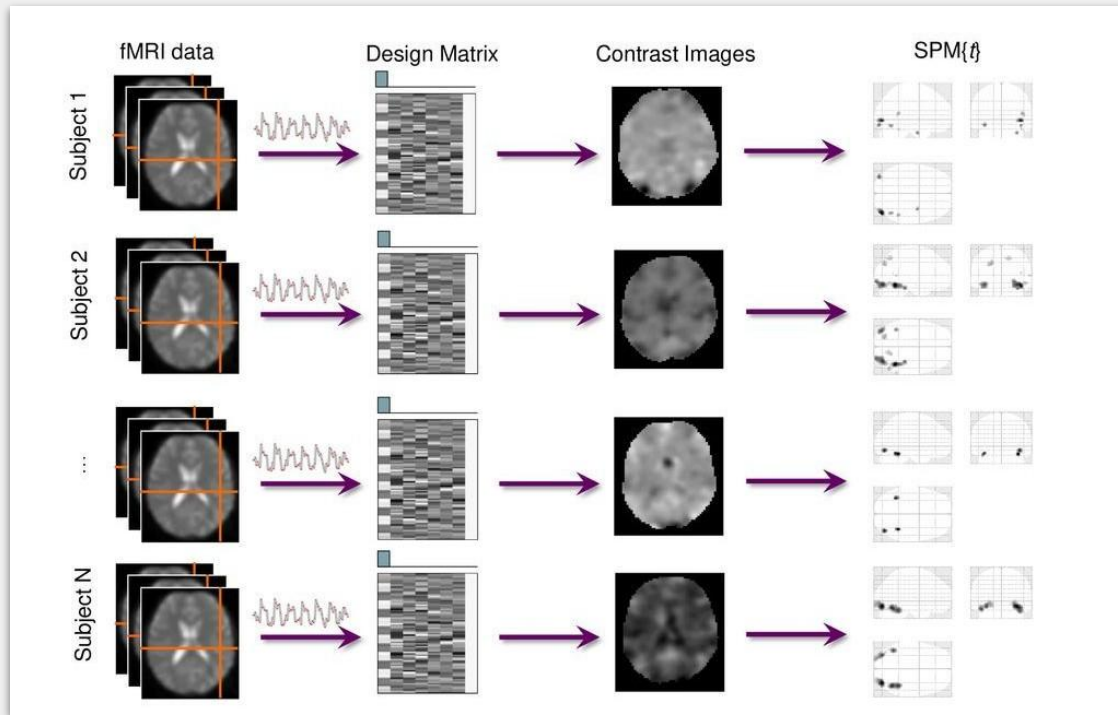 fMRI data
Design Matrix
Contrast Images
SPM{t}
Subject 1
Subject 2
...
Subject N